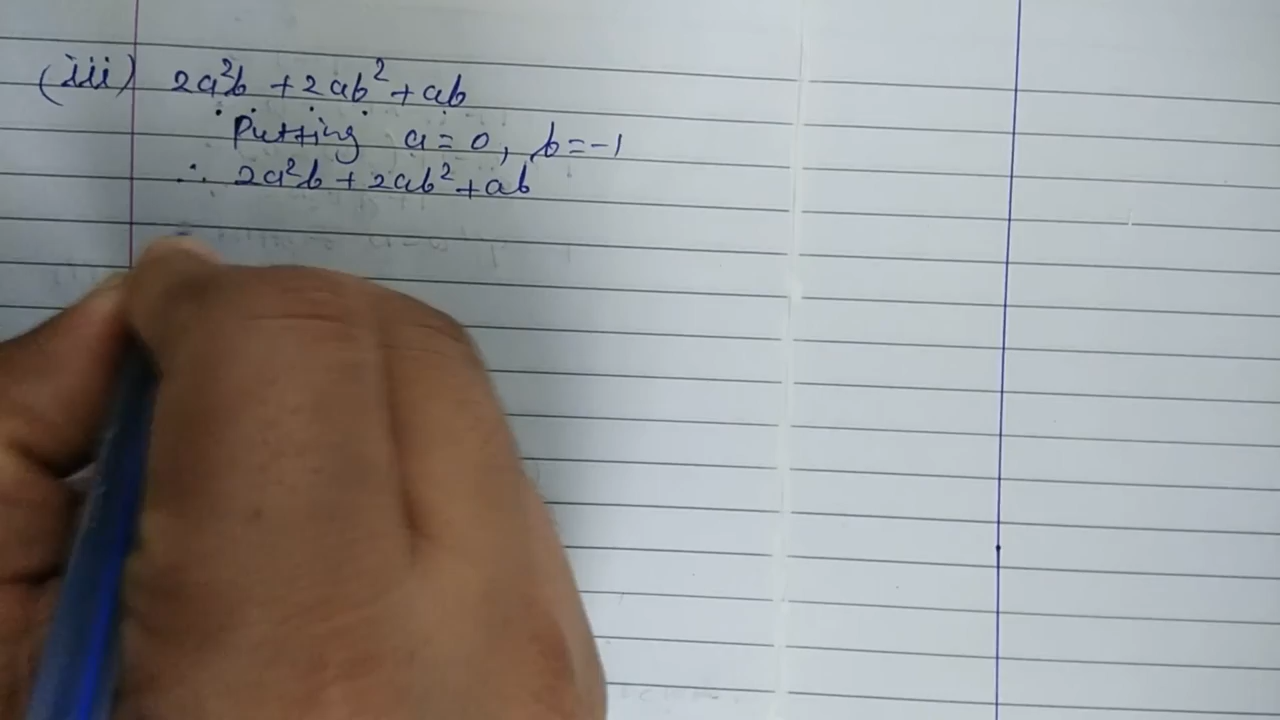 (iii) 2a²b + 2ab² + ab
Putting a = 0, b = -1
∴ 2a²b + 2ab² + ab